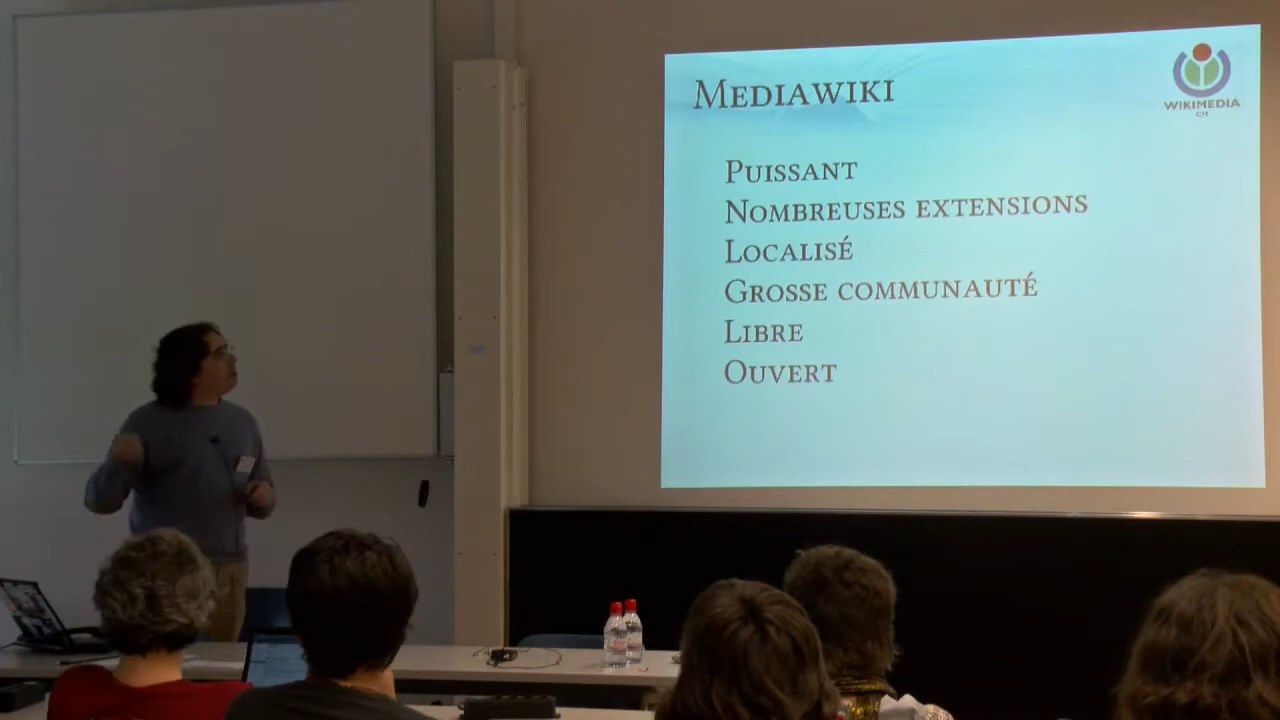 MEDIAWIKI
WIKIMEDIA
CH
PUISSANT
NOMBREUSES EXTENSIONS
LOCALISÉ
GROSSE COMMUNAUTÉ
LIBRE
OUVERT